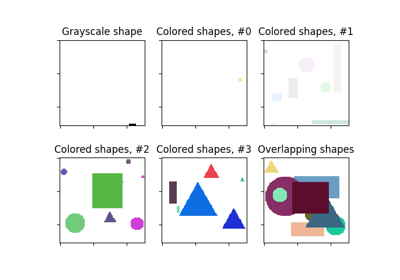 Grayscale shape
Colored shapes, #0
Colored shapes, #1
Colored shapes, #2
Colored shapes, #3
Overlapping shapes